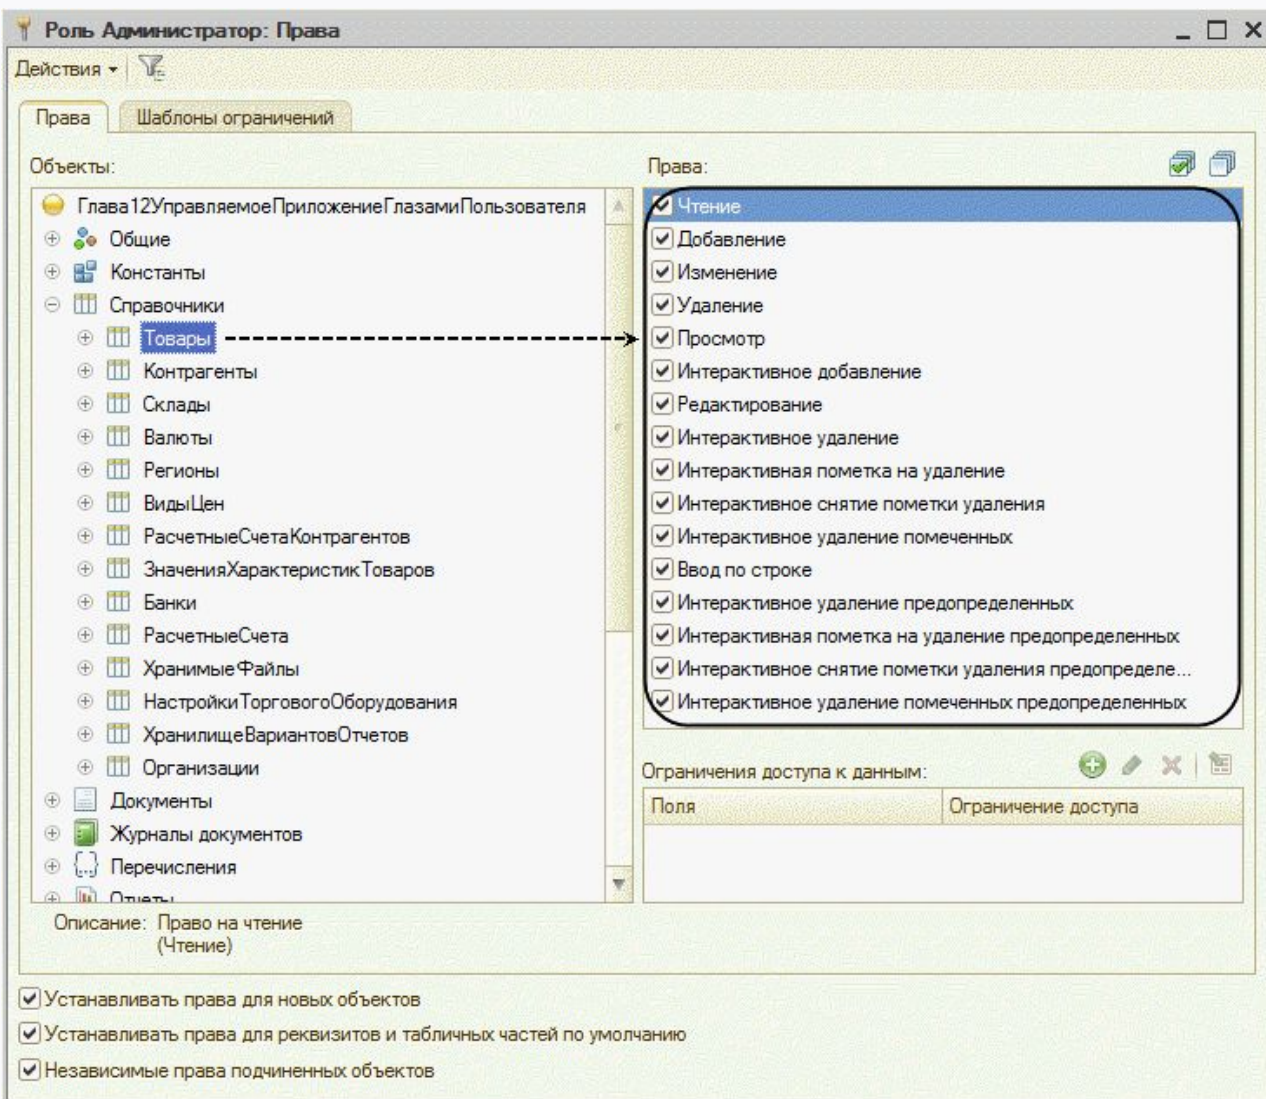 Роль Администратор: Права
Действия
Права
Шаблоны ограничений
Объекты:
Глава12УправляемоеПриложениеГлазамиПользователя
Общие
Константы
Справочники
Товары
Контрагенты
Склады
Валюты
Регионы
ВидыЦен
РасчетныеСчетаКонтрагентов
ЗначенияХарактеристикТоваров
Банки
РасчетныеСчета
ХранимыеФайлы
НастройкиТорговогоОборудования
ХранилищеВариантовОтчетов
Организации
Документы
Журналы документов
Перечисления
Отчеты
Права:
Чтение
Добавление
Изменение
Удаление
Просмотр
Интерактивное добавление
Редактирование
Интерактивное удаление
Интерактивная пометка на удаление
Интерактивное снятие пометки удаления
Интерактивное удаление помеченных
Ввод по строке
Интерактивное удаление предопределенных
Интерактивная пометка на удаление предопределенных
Интерактивное снятие пометки удаления предопределе...
Интерактивное удаление помеченных предопределенных
Ограничения доступа к данным:
Поля
Ограничение доступа
Описание: Право на чтение
(Чтение)
Устанавливать права для новых объектов
Устанавливать права для реквизитов и табличных частей по умолчанию
Независимые права подчиненных объектов